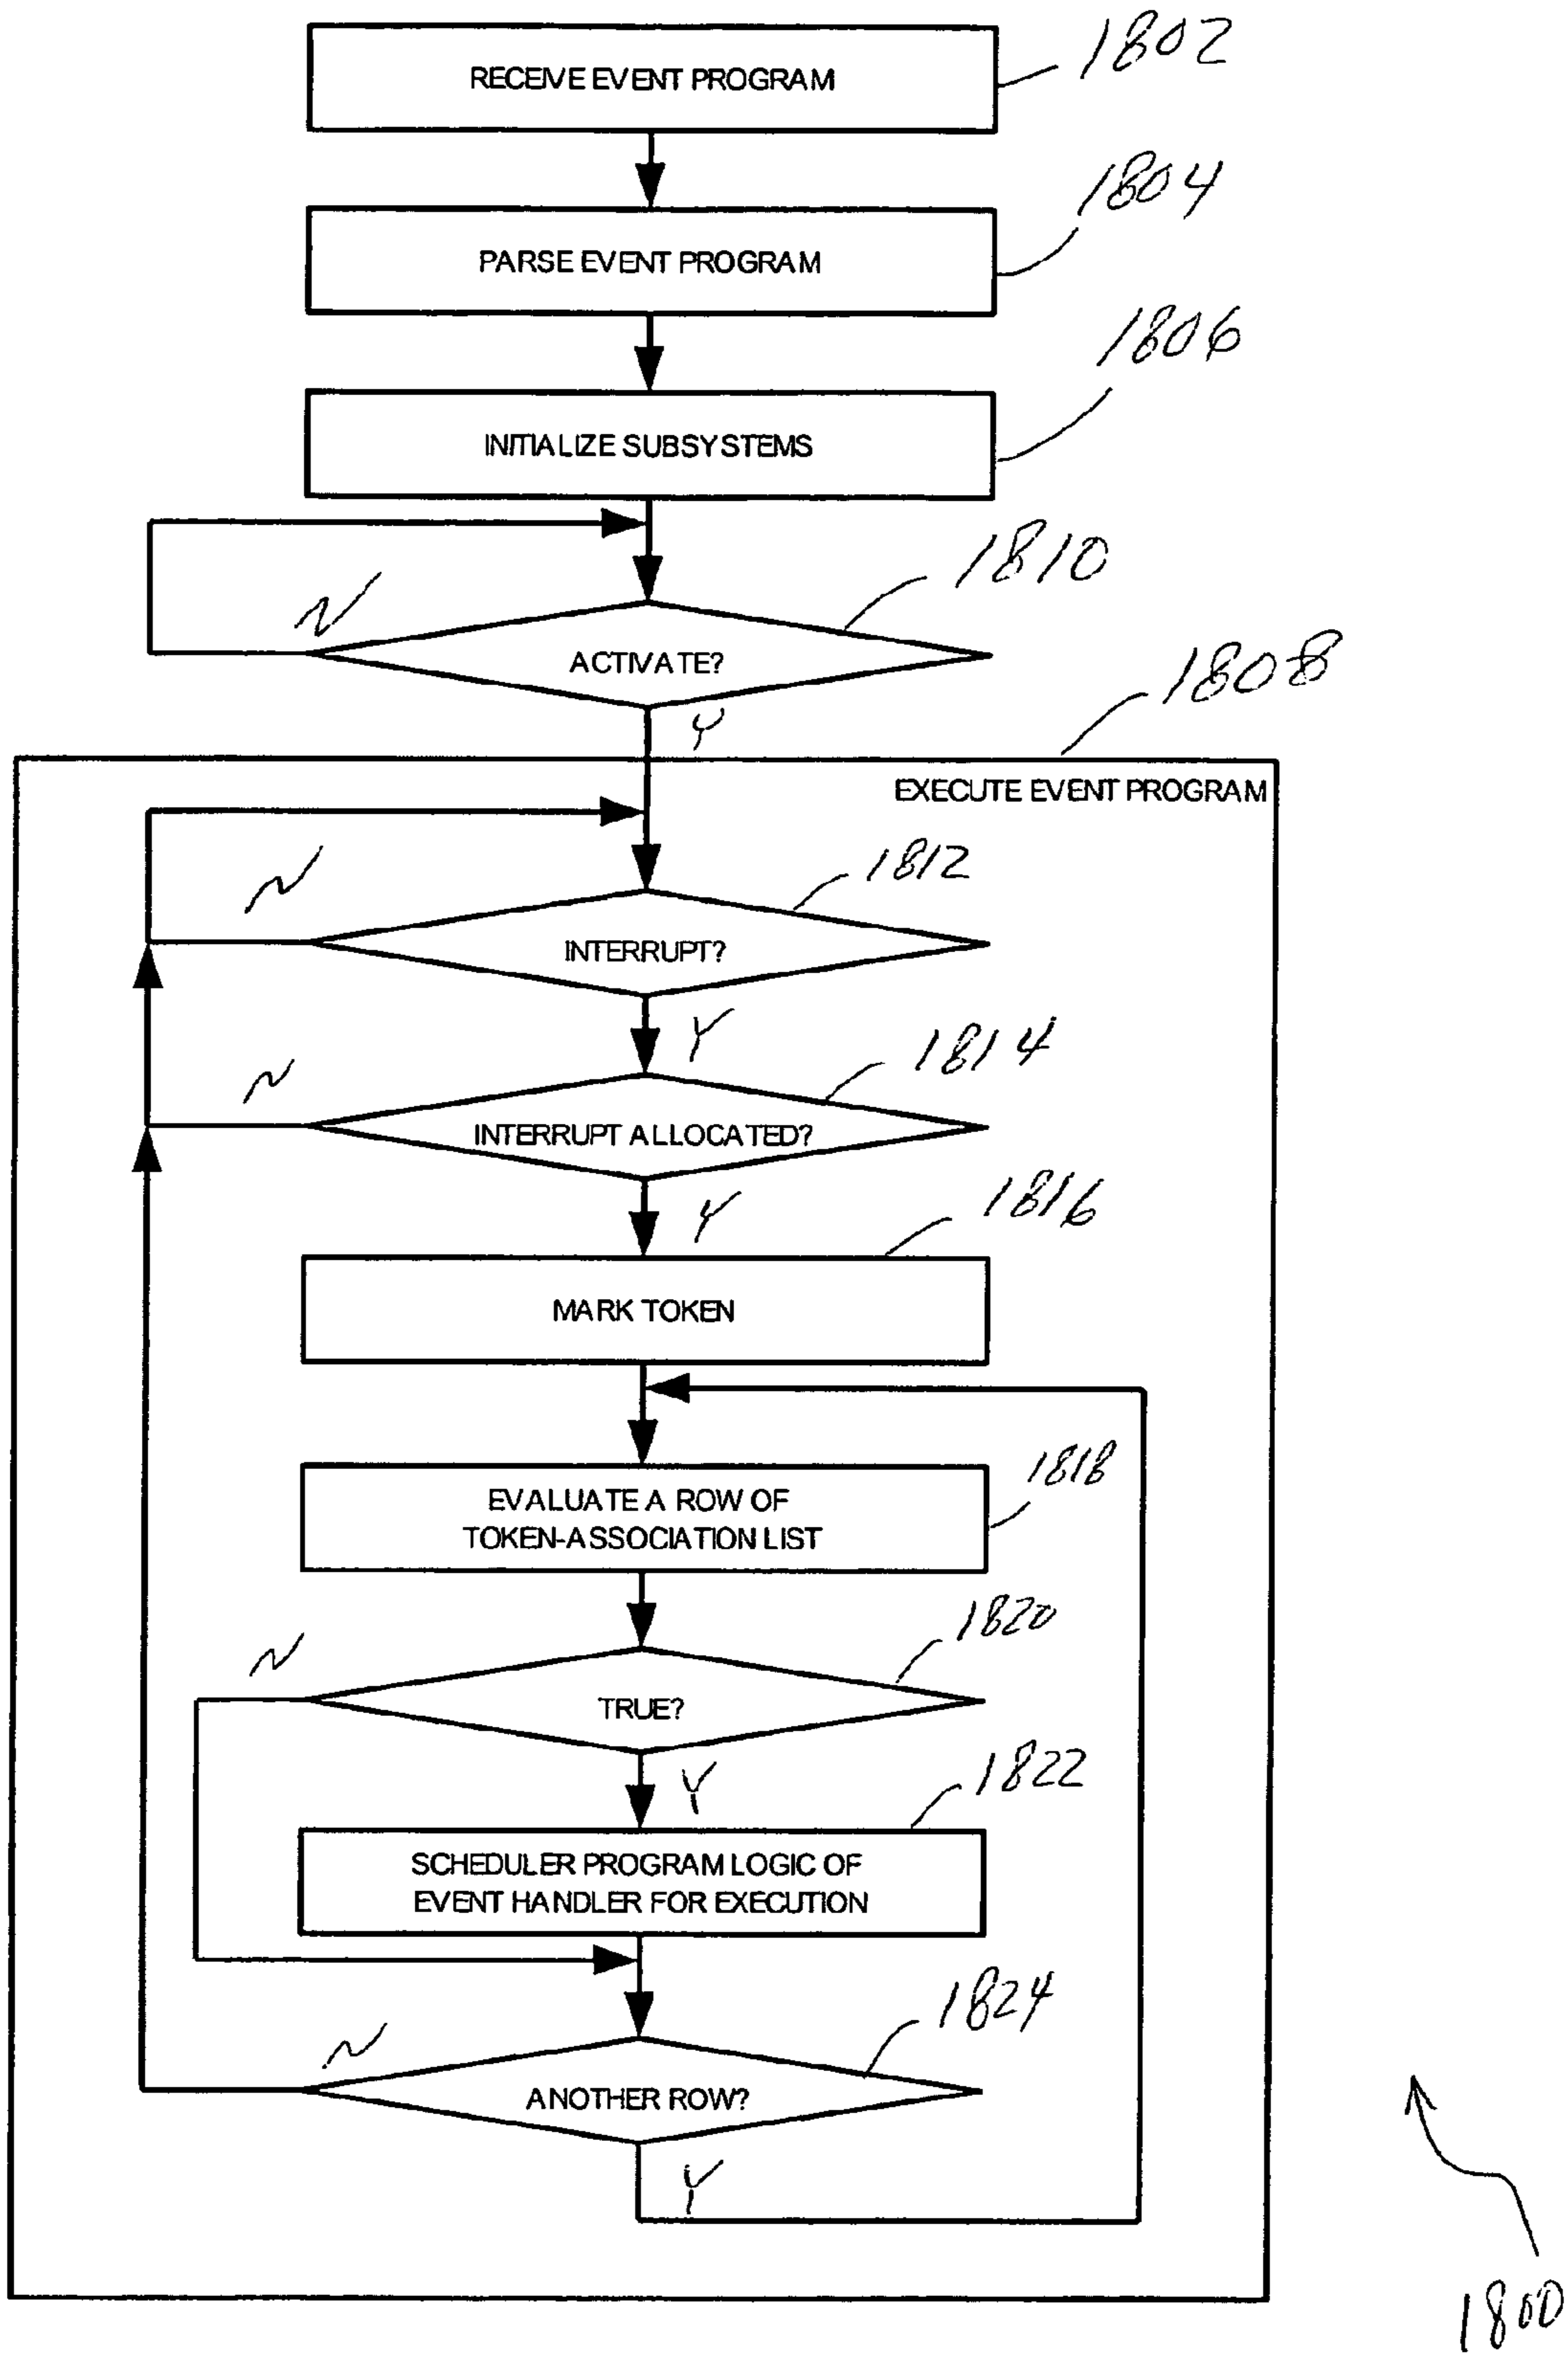 1802
RECEIVE EVENT PROGRAM
1804
PARSE EVENT PROGRAM
1806
INITIALIZE SUBSYSTEMS
1810
N
ACTIVATE?
1808
Y
EXECUTE EVENT PROGRAM
1812
N
INTERRUPT?
Y
1814
N
INTERRUPT ALLOCATED?
1816
Y
MARK TOKEN
1818
EVALUATE A ROW OF
TOKEN-ASSOCIATION LIST
1820
N
TRUE?
1822
Y
SCHEDULER PROGRAM LOGIC OF
EVENT HANDLER FOR EXECUTION
1824
N
ANOTHER ROW?
Y
1800